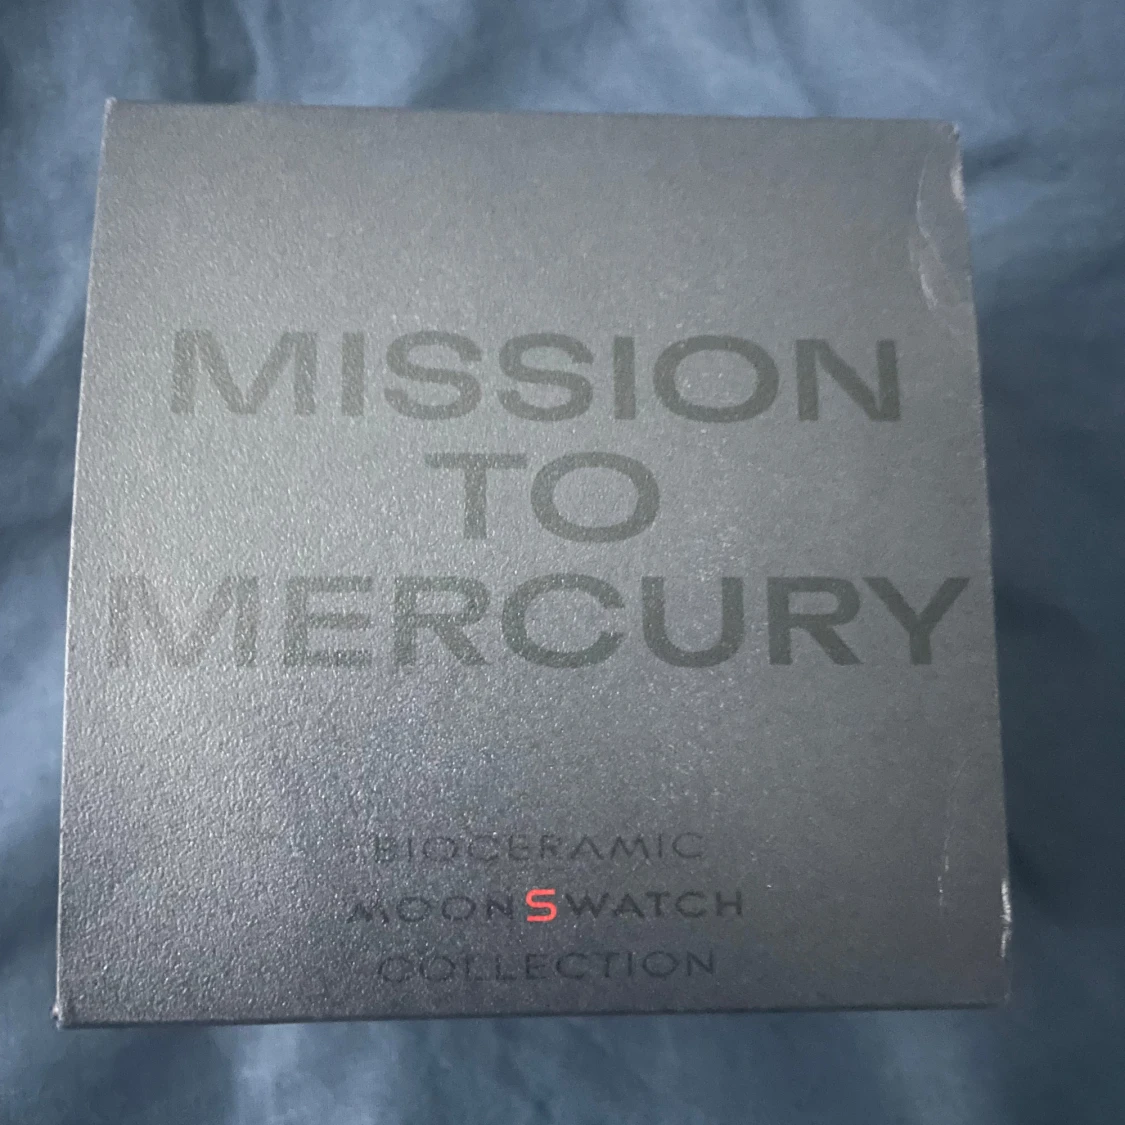 MISSION
TO
MERCURY
BIOCERAMIC
MOONSWATCH
COLLECTION